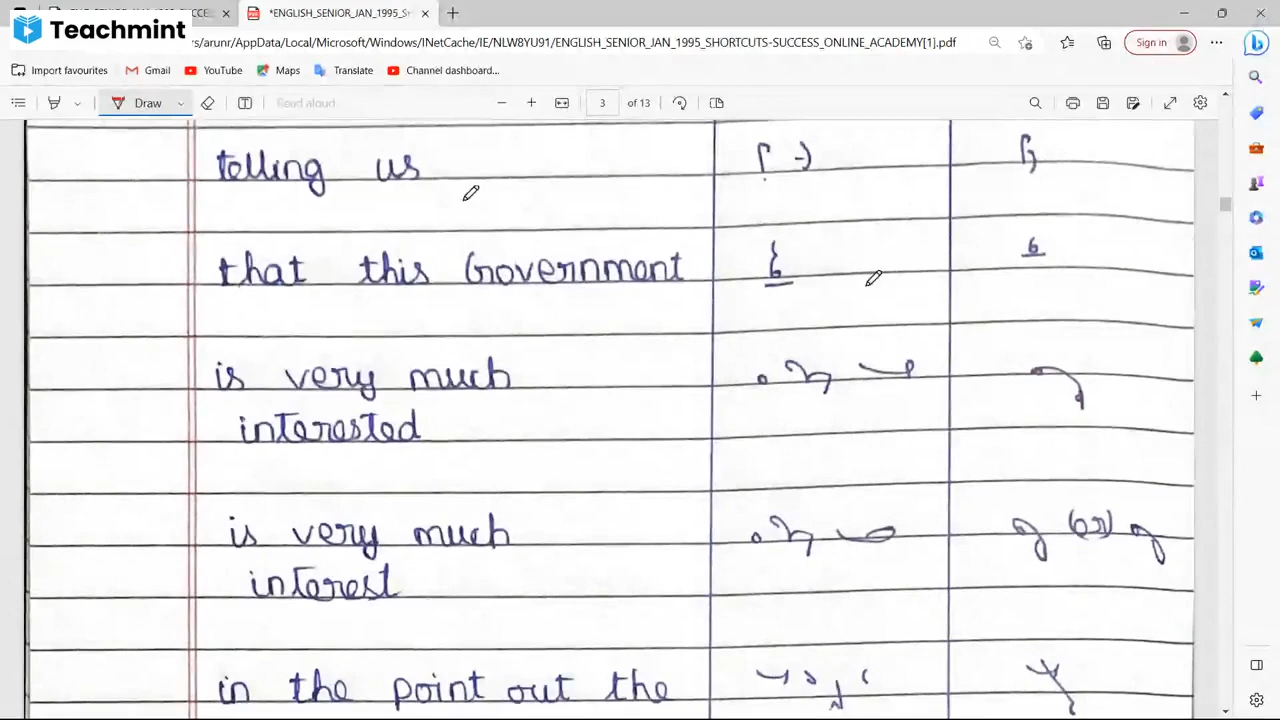 *ENGLISH_SENIOR_JAN_1995_S
Teachmint
s/arunr/AppData/Local/Microsoft/Windows/INetCache/IE/NLW8YU91/ENGLISH_SENIOR_JAN_1995_SHORTCUTS-SUCCESS_ONLINE_ACADEMY[1].pdf
Sign in
Import favourites Gmail YouTube Maps Translate Channel dashboard...
Draw Read aloud 3 of 13
telling us
that this Government
is very much
interested
is very much
interest
(or)
in the point out the